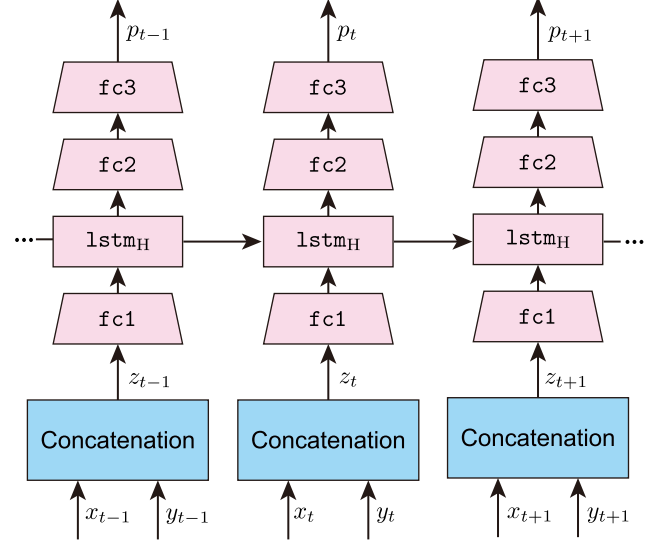 p_{t-1} p_t p_{t+1}
fc3 fc3 fc3
fc2 fc2 fc2
... lstm_H lstm_H lstm_H ...
fc1 fc1 fc1
z_{t-1} z_t z_{t+1}
Concatenation Concatenation Concatenation
x_{t-1} y_{t-1} x_t y_t x_{t+1} y_{t+1}